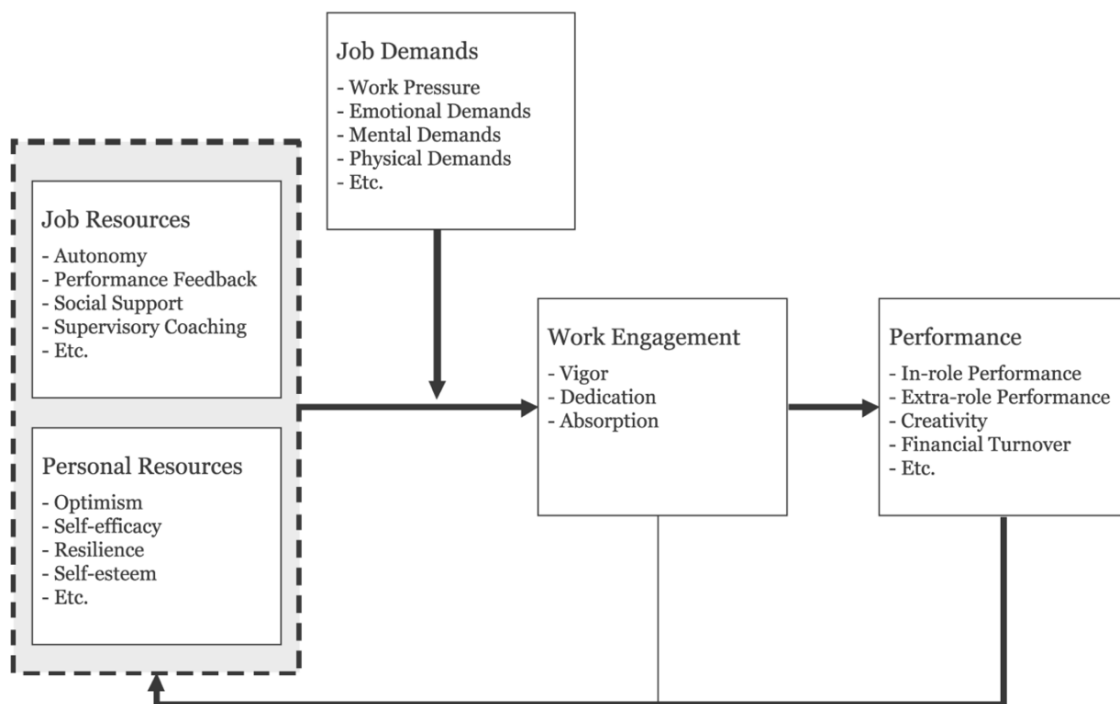 Job Demands
- Work Pressure
- Emotional Demands
- Mental Demands
- Physical Demands
- Etc.
Job Resources
- Autonomy
- Performance Feedback
- Social Support
- Supervisory Coaching
- Etc.
Personal Resources
- Optimism
- Self-efficacy
- Resilience
- Self-esteem
- Etc.
Work Engagement
- Vigor
- Dedication
- Absorption
Performance
- In-role Performance
- Extra-role Performance
- Creativity
- Financial Turnover
- Etc.